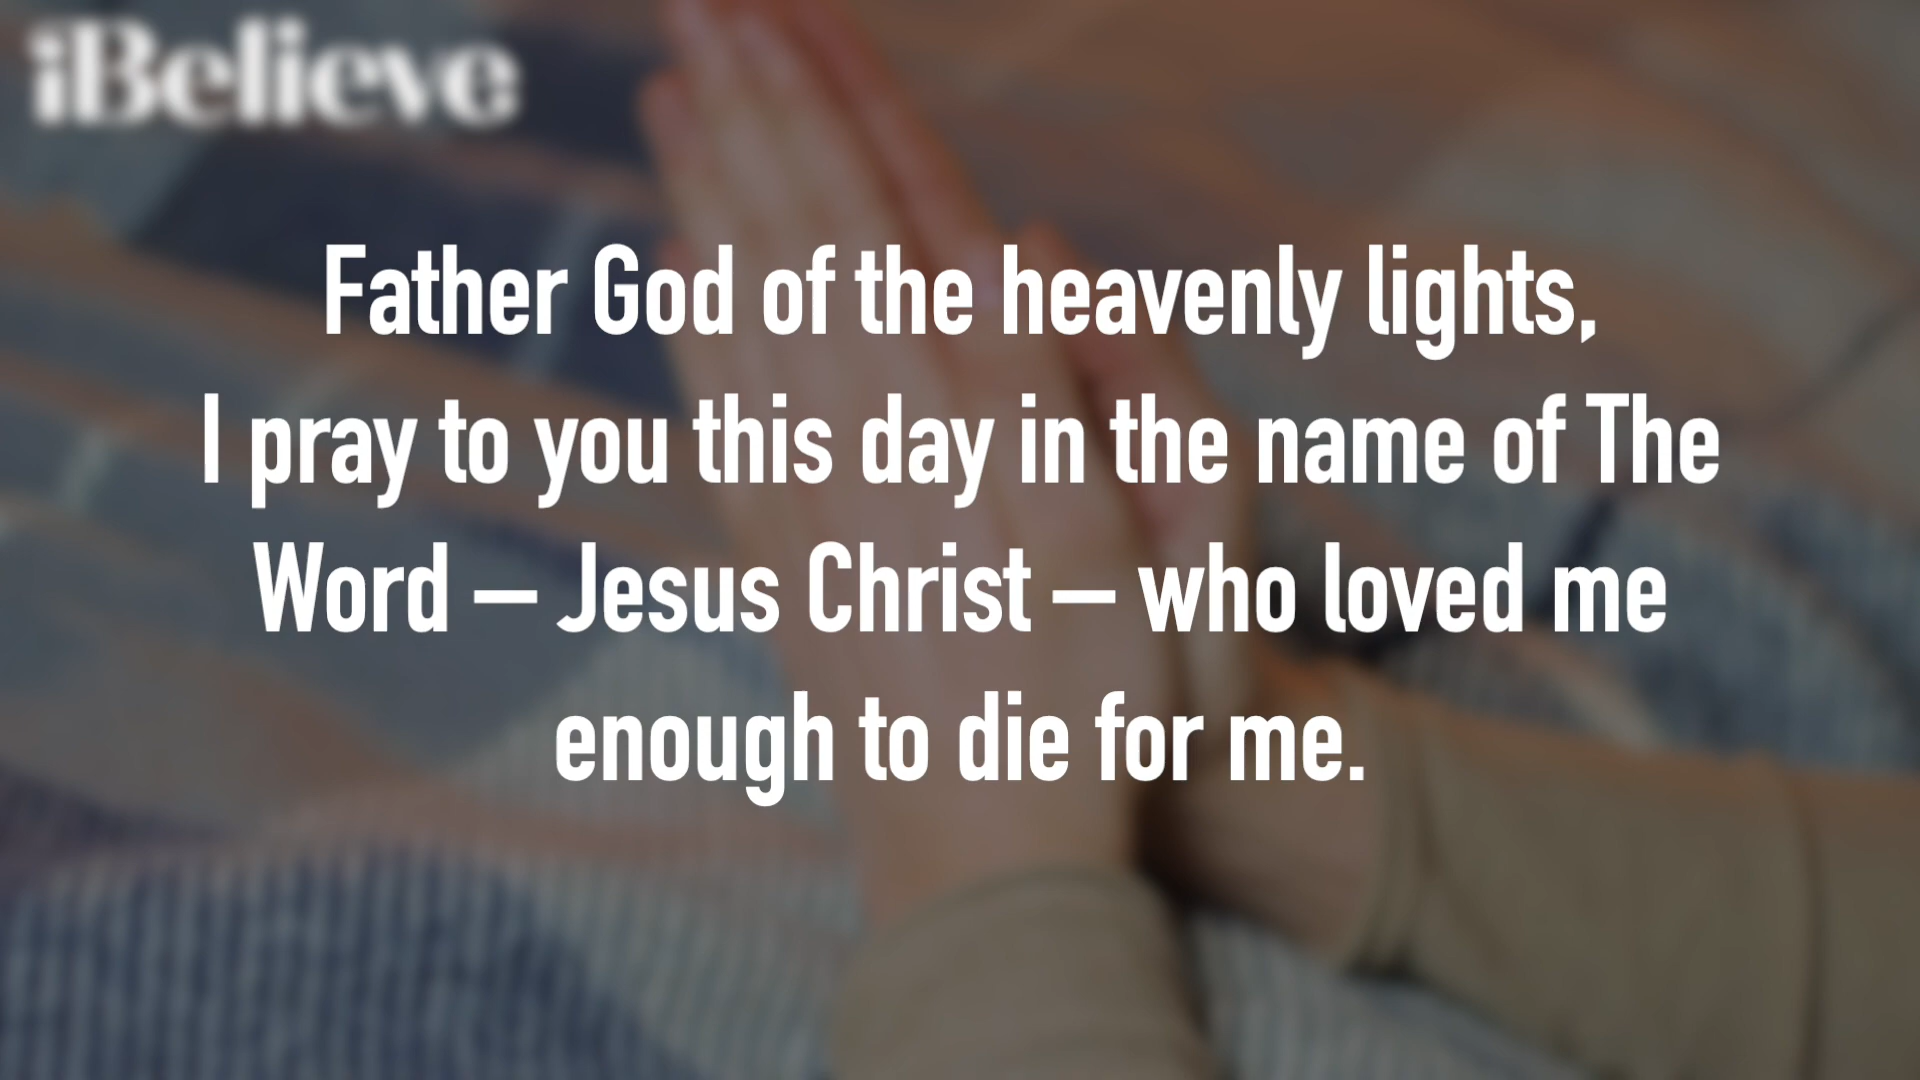 iBelieve
Father God of the heavenly lights,
I pray to you this day in the name of The
Word – Jesus Christ – who loved me
enough to die for me.